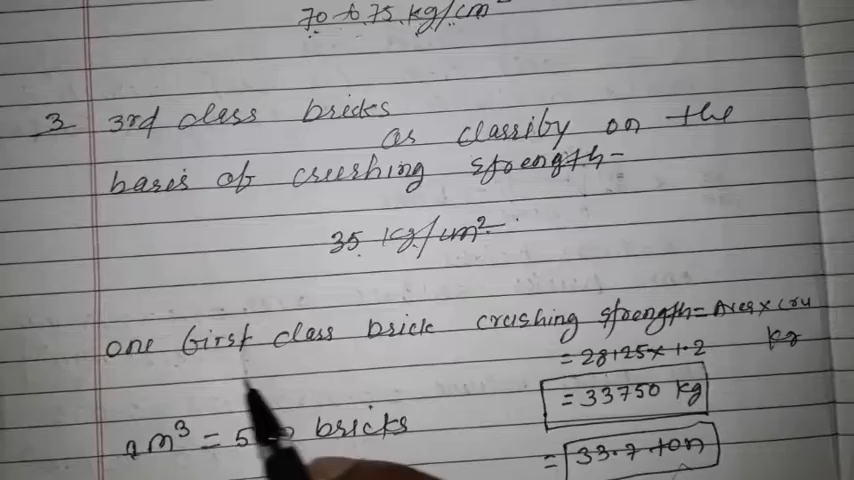 70 to 75 kg/cm²
3 3rd class bricks
as classiby on the
basis of crushing strength-
35 kg/cm²
one first class brick crushing strength = Area x cru
= 28125 x 1.2 kg
= 33750 kg
1 m³ = bricks
= 33.7 ton